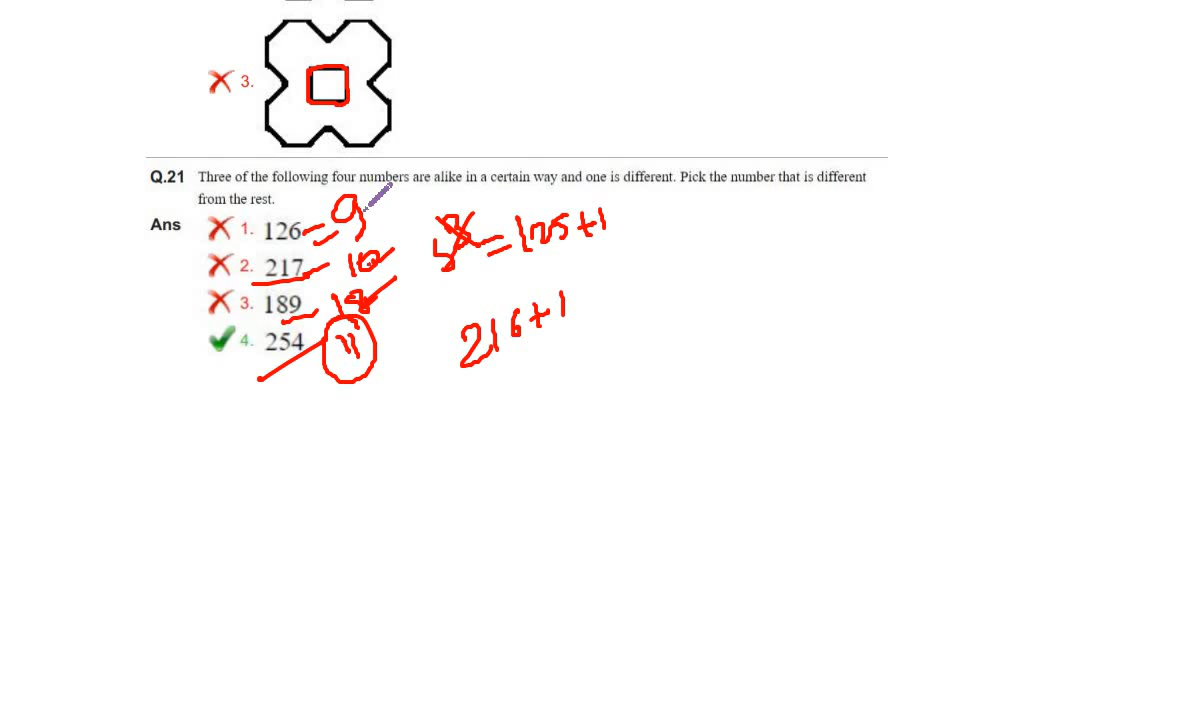 3.
Q.21 Three of the following four numbers are alike in a certain way and one is different. Pick the number that is different
from the rest.
Ans 1. 126 = 9
2. 217 - 10
3. 189 - 18
4. 254 11
= 125+1
216+1